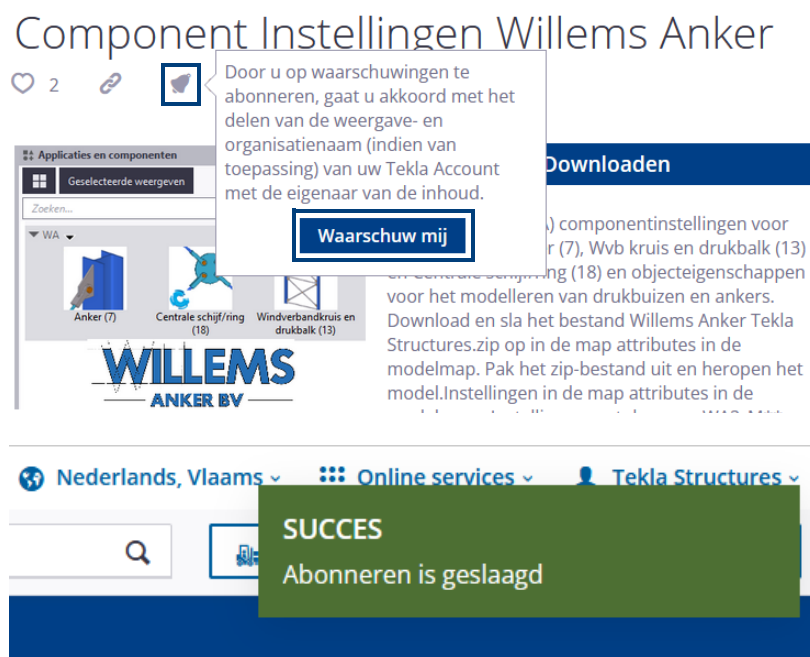 Component Instellingen Willems Anker
2
Door u op waarschuwingen te
abonneren, gaat u akkoord met het
delen van de weergave- en
organisatienaam (indien van
toepassing) van uw Tekla Account
met de eigenaar van de inhoud.
Waarschuw mij
Applicaties en componenten
Geselecteerde weergeven
Zoeken...
WA
Anker (7)
Centrale schijf/ring
(18)
Windverbandkruis en
drukbalk (13)
WILLEMS
ANKER BV
Downloaden
) componentinstellingen voor
r (7), Wvb kruis en drukbalk (13)
en Centrale schijf/ring (18) en objecteigenschappen
voor het modelleren van drukbuizen en ankers.
Download en sla het bestand Willems Anker Tekla
Structures.zip op in de map attributes in de
modelmap. Pak het zip-bestand uit en heropen het
model.Instellingen in de map attributes in de
Nederlands, Vlaams
Online services
Tekla Structures
SUCCES
Abonneren is geslaagd